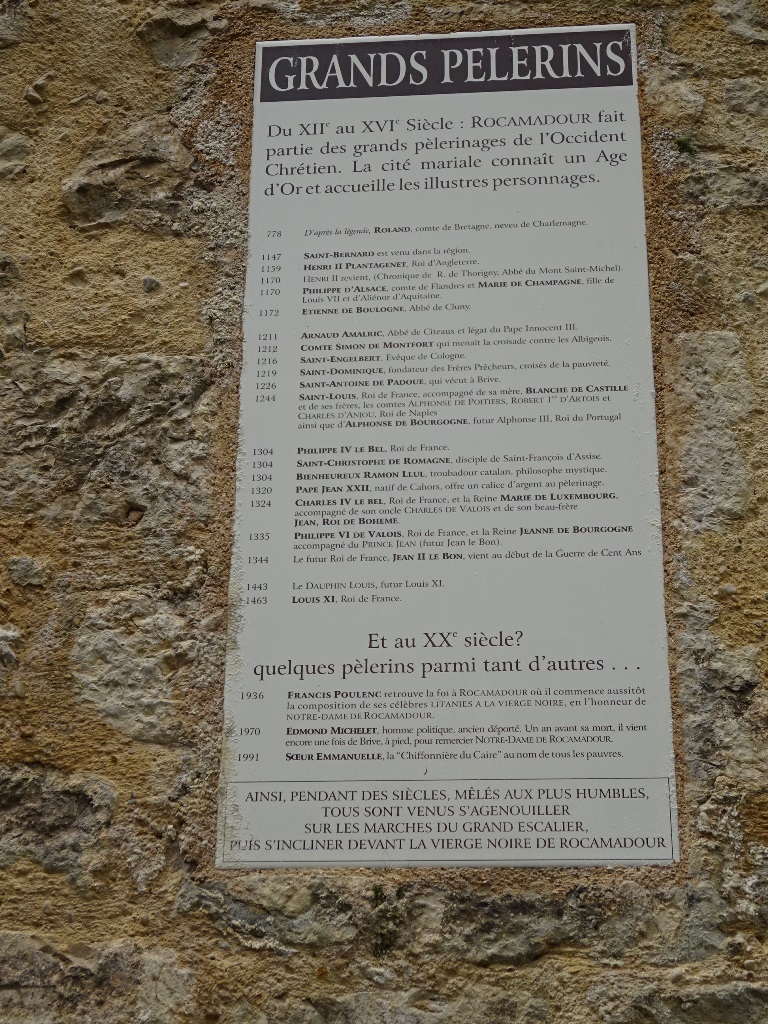 GRANDS PELERINS
Du XIIe au XVIe Siècle : ROCAMADOUR fait
partie des grands pèlerinages de l'Occident
Chrétien. La cité mariale connaît un Age
d'Or et accueille les illustres personnages.
778 D'après la légende, ROLAND, comte de Bretagne, neveu de Charlemagne.
1147 SAINT-BERNARD est venu dans la région.
1159 HENRI II PLANTAGENET, Roi d'Angleterre.
1170 HENRI II revient, (Chronique de R. de Thorigny, Abbé du Mont Saint-Michel).
1170 PHILIPPE D'ALSACE, comte de Flandres et MARIE DE CHAMPAGNE, fille de
Louis VII et d'Aliénor d'Aquitaine.
1172 ETIENNE DE BOULOGNE, Abbé de Cluny.
1211 ARNAUD AMALRIC, Abbé de Citeaux et légat du Pape Innocent III.
1212 COMTE SIMON DE MONTFORT qui menait la croisade contre les Albigeois.
1216 SAINT-ENGELBERT, Evêque de Cologne.
1219 SAINT-DOMINIQUE, fondateur des Frères Prêcheurs, croisés de la pauvreté.
1226 SAINT-ANTOINE DE PADOUE, qui vécut à Brive.
1244 SAINT-LOUIS, Roi de France, accompagné de sa mère, BLANCHE DE CASTILLE
et de ses frères, les comtes ALPHONSE DE POITIERS, ROBERT 1er D'ARTOIS et
CHARLES D'ANJOU, Roi de Naples
ainsi que d'ALPHONSE DE BOURGOGNE, futur Alphonse III, Roi du Portugal
1304 PHILIPPE IV LE BEL, Roi de France.
1304 SAINT-CHRISTOPHE DE ROMAGNE, disciple de Saint-François d'Assise.
1304 BIENHEUREUX RAMON LLUL, troubadour catalan, philosophe mystique.
1320 PAPE JEAN XXII, natif de Cahors, offre un calice d'argent au pèlerinage.
1324 CHARLES IV LE BEL, Roi de France, et la Reine MARIE DE LUXEMBOURG,
accompagné de son oncle CHARLES DE VALOIS et de son beau-frère
JEAN, ROI DE BOHEME.
1335 PHILIPPE VI DE VALOIS, Roi de France, et la Reine JEANNE DE BOURGOGNE
accompagné du PRINCE JEAN (futur Jean le Bon).
1344 Le futur Roi de France, JEAN II LE BON, vient au début de la Guerre de Cent Ans
1443 Le DAUPHIN LOUIS, futur Louis XI.
1463 LOUIS XI, Roi de France.
Et au XXe siècle?
quelques pèlerins parmi tant d'autres . . .
1936 FRANCIS POULENC retrouve la foi à ROCAMADOUR où il commence aussitôt
la composition de ses célèbres LITANIES A LA VIERGE NOIRE, en l'honneur de
NOTRE-DAME DE ROCAMADOUR.
1970 EDMOND MICHELET, homme politique, ancien déporté. Un an avant sa mort, il vient
encore une fois de Brive, à pied, pour remercier NOTRE-DAME DE ROCAMADOUR.
1991 SŒUR EMMANUELLE, la "Chiffonnière du Caire" au nom de tous les pauvres.
AINSI, PENDANT DES SIÈCLES, MÊLÉS AUX PLUS HUMBLES,
TOUS SONT VENUS S'AGENOUILLER
SUR LES MARCHES DU GRAND ESCALIER,
PUIS S'INCLINER DEVANT LA VIERGE NOIRE DE ROCAMADOUR